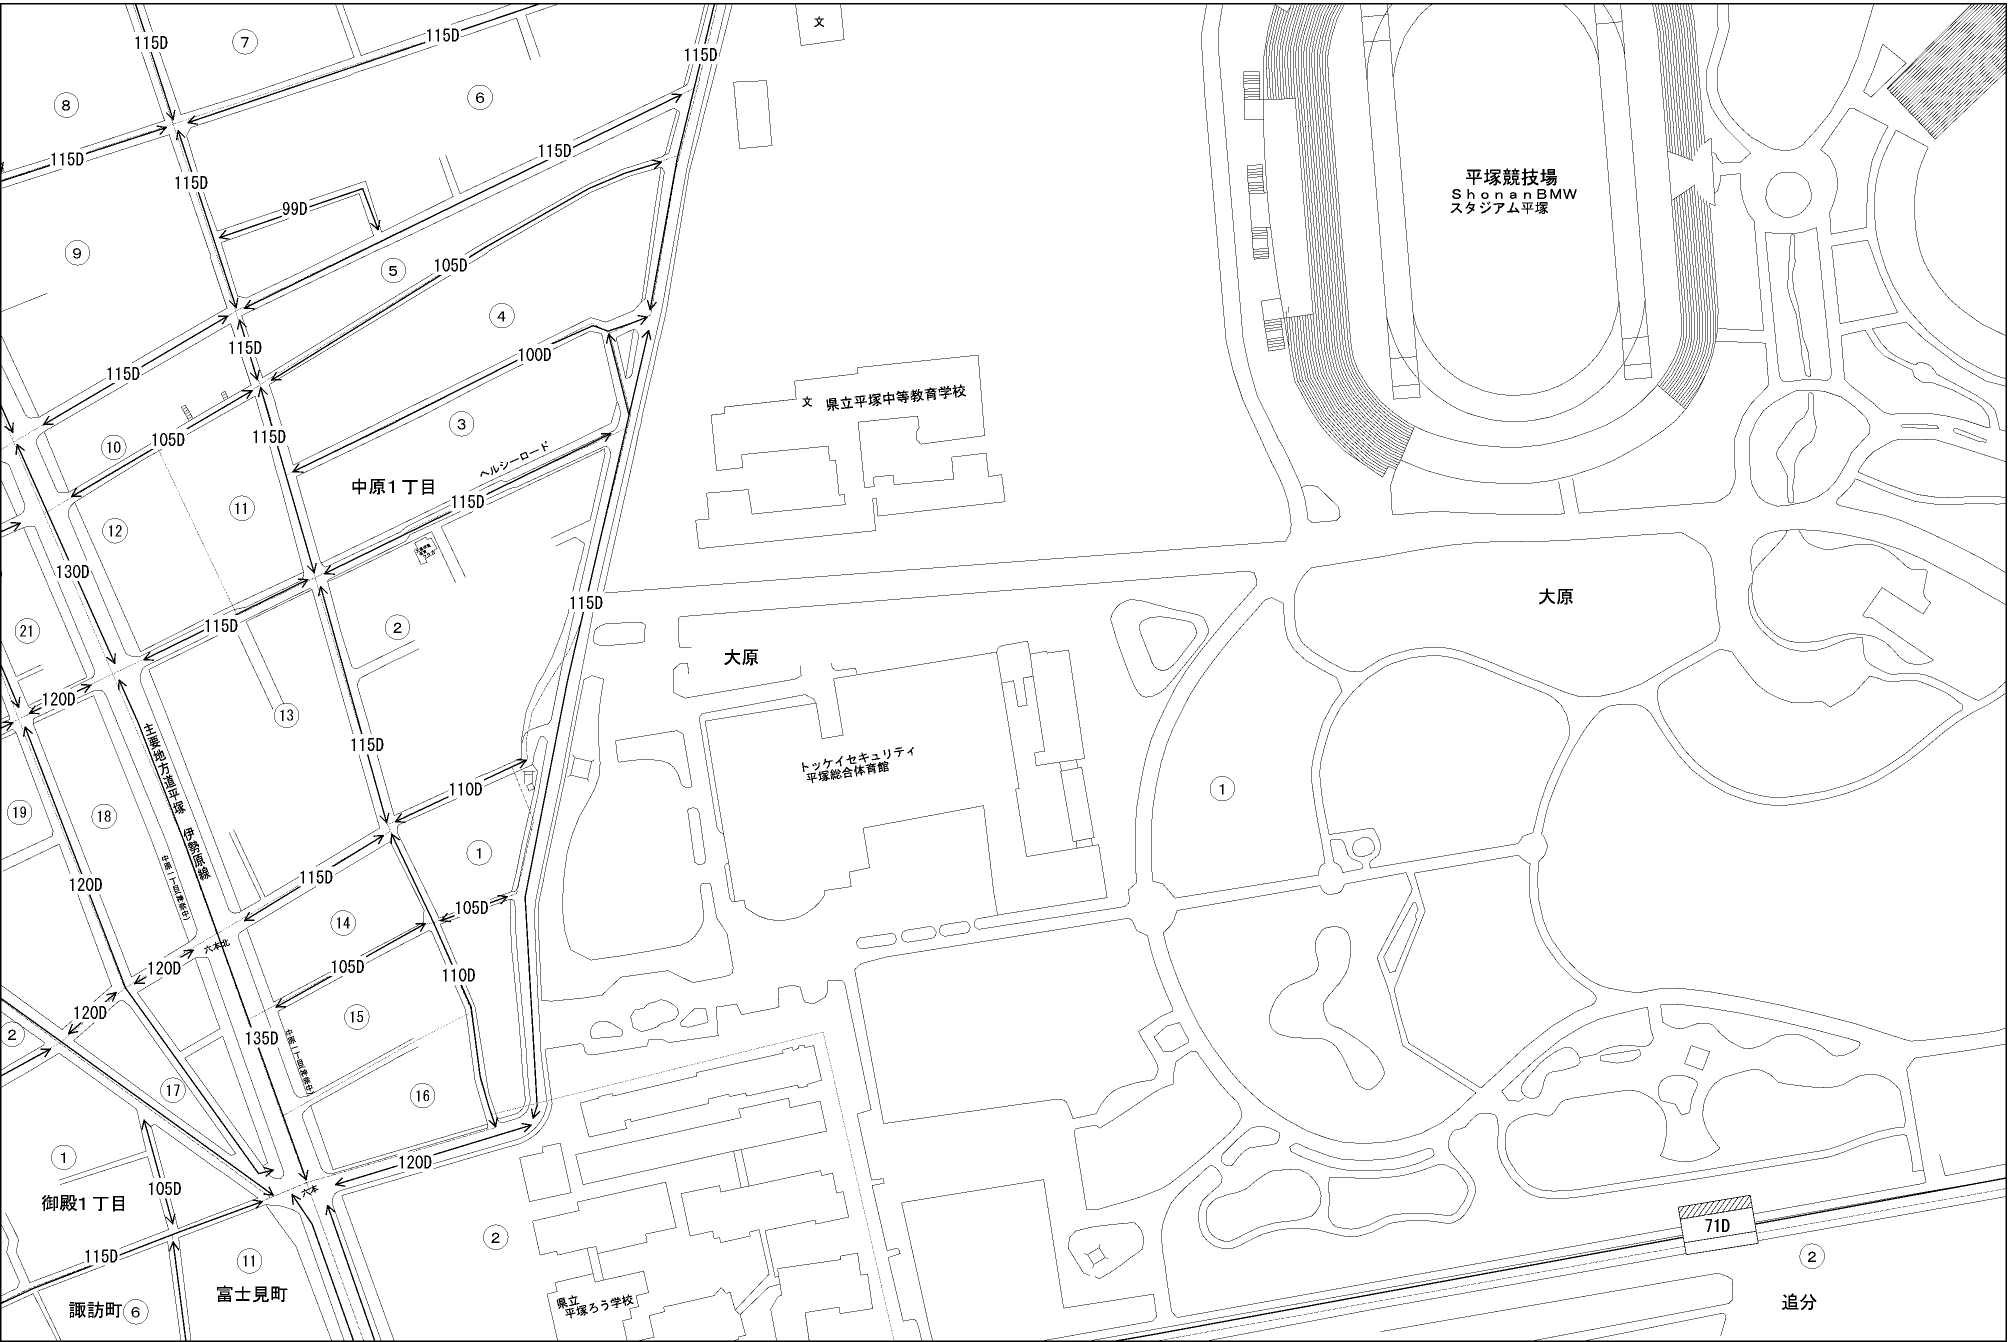 115D
⑦
115D
115D
文
⑧
⑥
115D
115D
115D
平塚競技場
ShonanBMW
スタジアム平塚
99D
⑨
⑤
105D
④
115D
100D
115D
県立平塚中等教育学校
文
③
115D
⑩
105D
ヘルシーロード
中原1丁目
115D
⑪
⑫
130D
115D
大原
115D
㉑
②
大原
120D
⑬
主要地方道平塚 伊勢原線
115D
トッケイセキュリティ
平塚総合体育館
110D
①
⑲
⑱
①
120D
115D
105D
⑭
六本北
120D
105D
110D
120D
⑮
②
135D
⑰
⑯
①
120D
105D
六本
御殿1丁目
115D
71D
②
②
⑪
富士見町
県立
平塚ろう学校
諏訪町⑥
追分